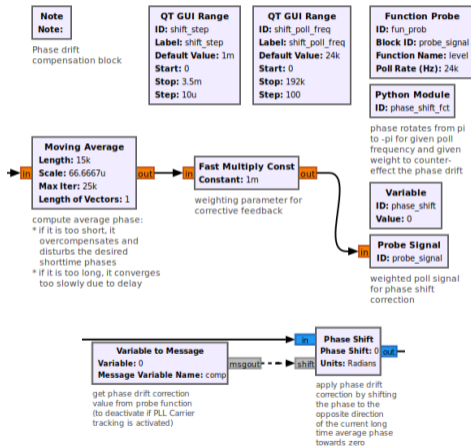 Note
Note:
Phase drift
compensation block
QT GUI Range
ID: shift_step
Label: shift_step
Default Value: 1m
Start: 0
Stop: 3.5m
Step: 10u
QT GUI Range
ID: shift_poll_freq
Label: shift_poll_freq
Default Value: 24k
Start: 0
Stop: 192k
Step: 100
Function Probe
ID: fun_prob
Block ID: probe_signal
Function Name: level
Poll Rate (Hz): 24k
Python Module
ID: phase_shift_fct
phase rotates from pi
to -pi for given poll
frequency and given
weight to counter-
effect the phase drift
Moving Average
Length: 15k
Scale: 66.6667u
Max Iter: 25k
Length of Vectors: 1
in
out
compute average phase:
* if it is too short, it
overcompensates and
disturbs the desired
shorttime phases
* if it is too long, it converges
too slowly due to delay
Fast Multiply Const
Constant: 1m
in
out
weighting parameter for
corrective feedback
Variable
ID: phase_shift
Value: 0
Probe Signal
ID: probe_signal
in
weighted poll signal
for phase shift
correction
Variable to Message
Variable: 0
Message Variable Name: comp
msgout
get phase drift correction
value from probe function
(to deactivate if PLL Carrier
tracking is activated)
in
shift
Phase Shift
Phase Shift: 0
Units: Radians
out
apply phase drift
correction by shifting
the phase to the
opposite direction
of the current long
time average phase
towards zero